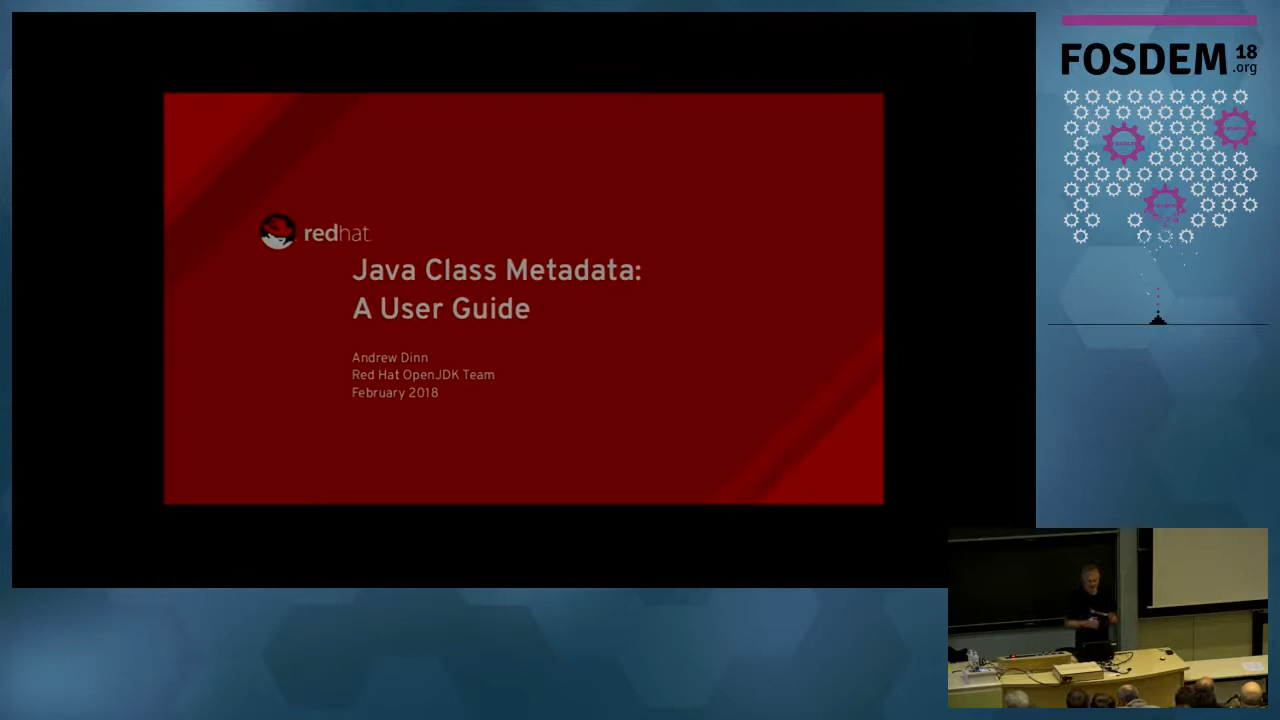 FOSDEM 18
.org
redhat.
Java Class Metadata:
A User Guide
Andrew Dinn
Red Hat OpenJDK Team
February 2018